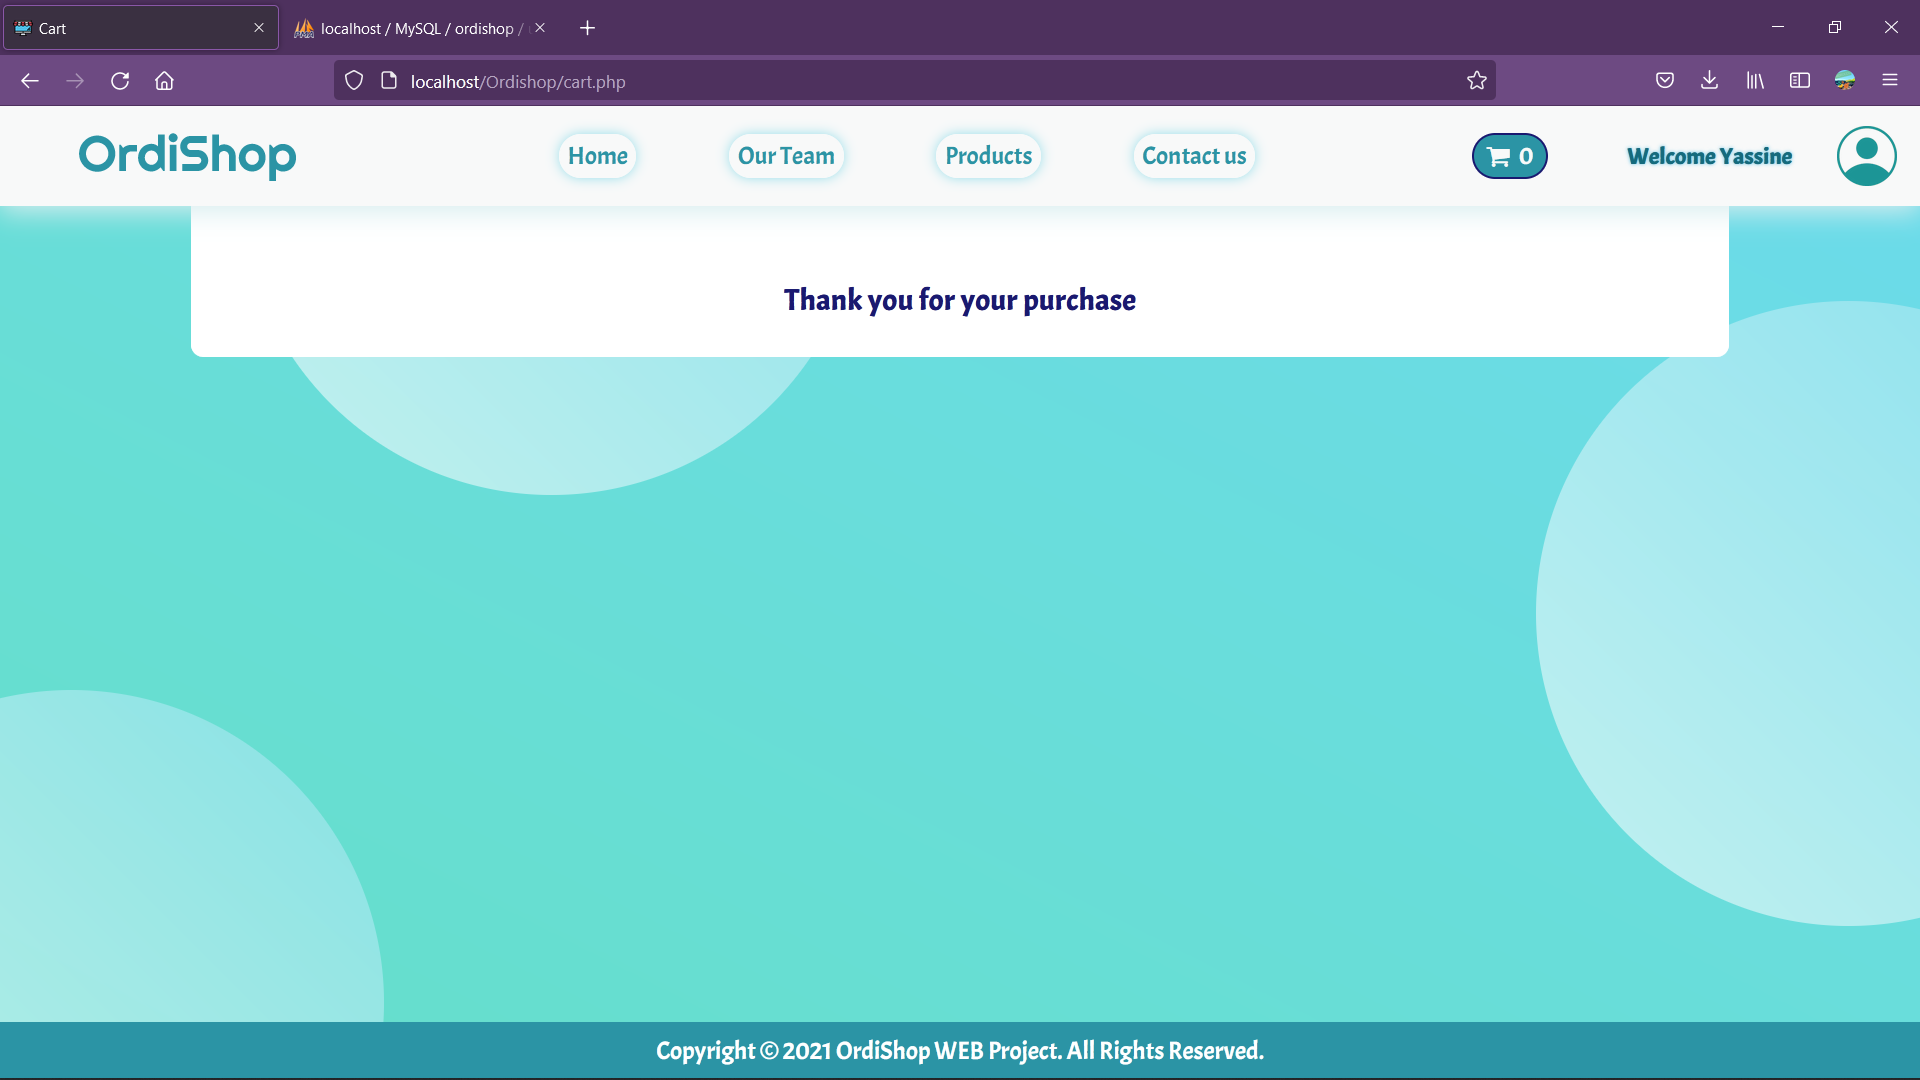 Cart
localhost / MySQL / ordishop /
localhost/Ordishop/cart.php
OrdiShop
Home
Our Team
Products
Contact us
0
Welcome Yassine
Thank you for your purchase
Copyright © 2021 OrdiShop WEB Project. All Rights Reserved.